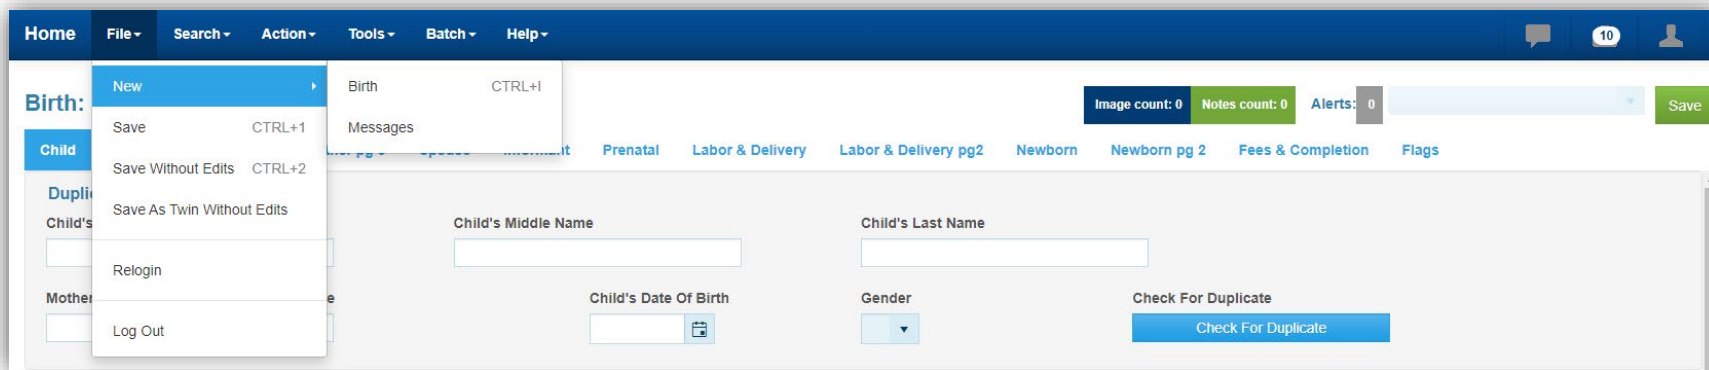 Home File Search Action Tools Batch Help 10
New Birth CTRL+I
Birth: Image count: 0 Notes count: 0 Alerts: 0 Save
Save CTRL+1 Messages
Child Prenatal Labor & Delivery Labor & Delivery pg2 Newborn Newborn pg 2 Fees & Completion Flags
Save Without Edits CTRL+2
Save As Twin Without Edits
Child's Child's Middle Name Child's Last Name
Relogin
Child's Date Of Birth Gender Check For Duplicate
Log Out Check For Duplicate